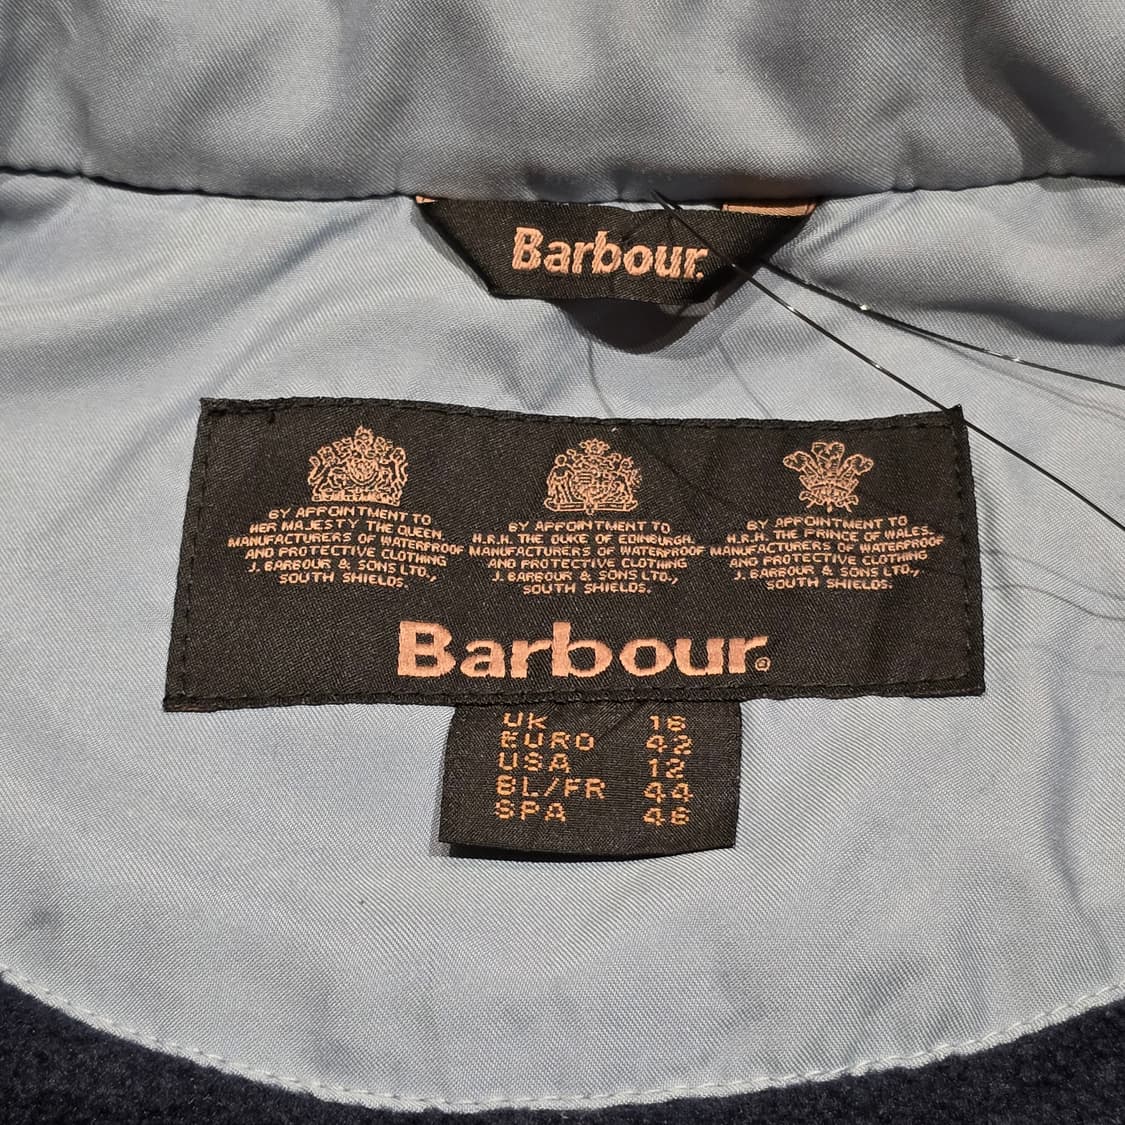 Barbour.
BY APPOINTMENT TO
HER MAJESTY THE QUEEN,
MANUFACTURERS OF WATERPROOF
AND PROTECTIVE CLOTHING
J. BARBOUR & SONS LTD.,
SOUTH SHIELDS.
BY APPOINTMENT TO
H.R.H. THE DUKE OF EDINBURGH,
MANUFACTURERS OF WATERPROOF
AND PROTECTIVE CLOTHING
J. BARBOUR & SONS LTD.,
SOUTH SHIELDS.
BY APPOINTMENT TO
H.R.H. THE PRINCE OF WALES,
MANUFACTURERS OF WATERPROOF
AND PROTECTIVE CLOTHING
J. BARBOUR & SONS LTD.,
SOUTH SHIELDS.
Barbour®
UK 16
EURO 42
USA 12
BL/FR 44
SPA 46